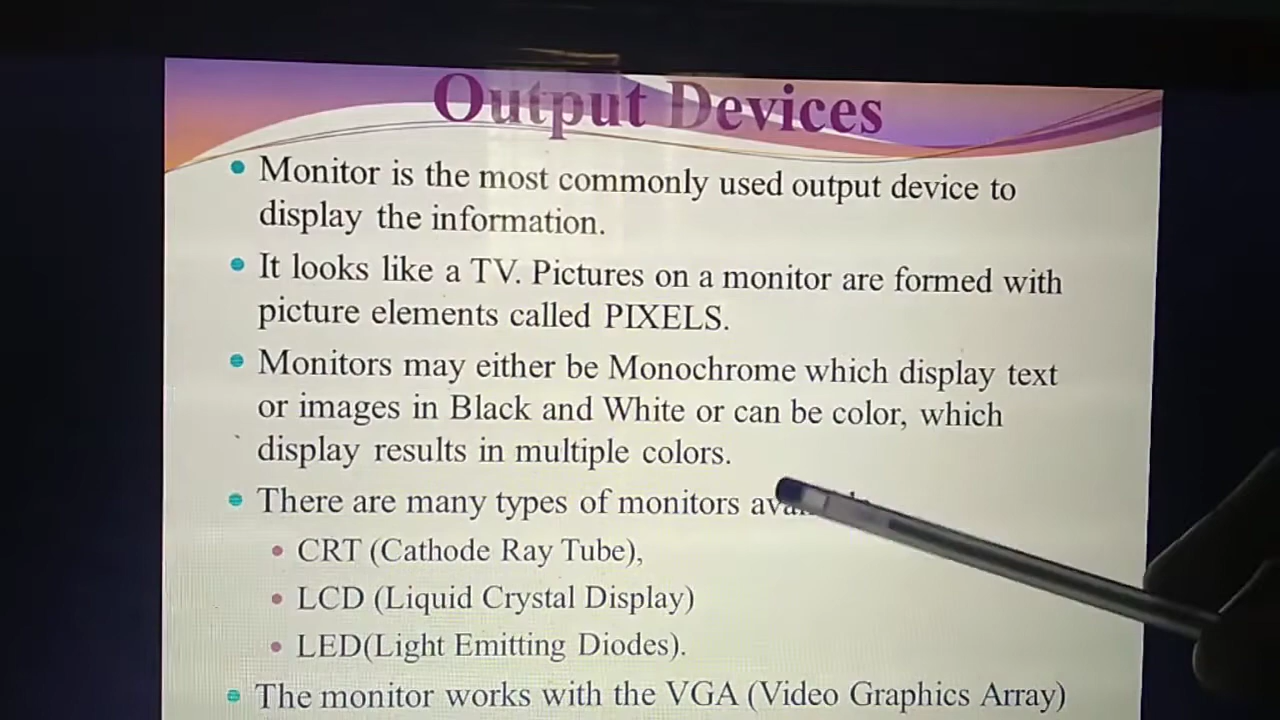 Output Devices
Monitor is the most commonly used output device to
display the information.
It looks like a TV. Pictures on a monitor are formed with
picture elements called PIXELS.
Monitors may either be Monochrome which display text
or images in Black and White or can be color, which
display results in multiple colors.
There are many types of monitors
CRT (Cathode Ray Tube),
LCD (Liquid Crystal Display)
LED(Light Emitting Diodes).
The monitor works with the VGA (Video Graphics Array)